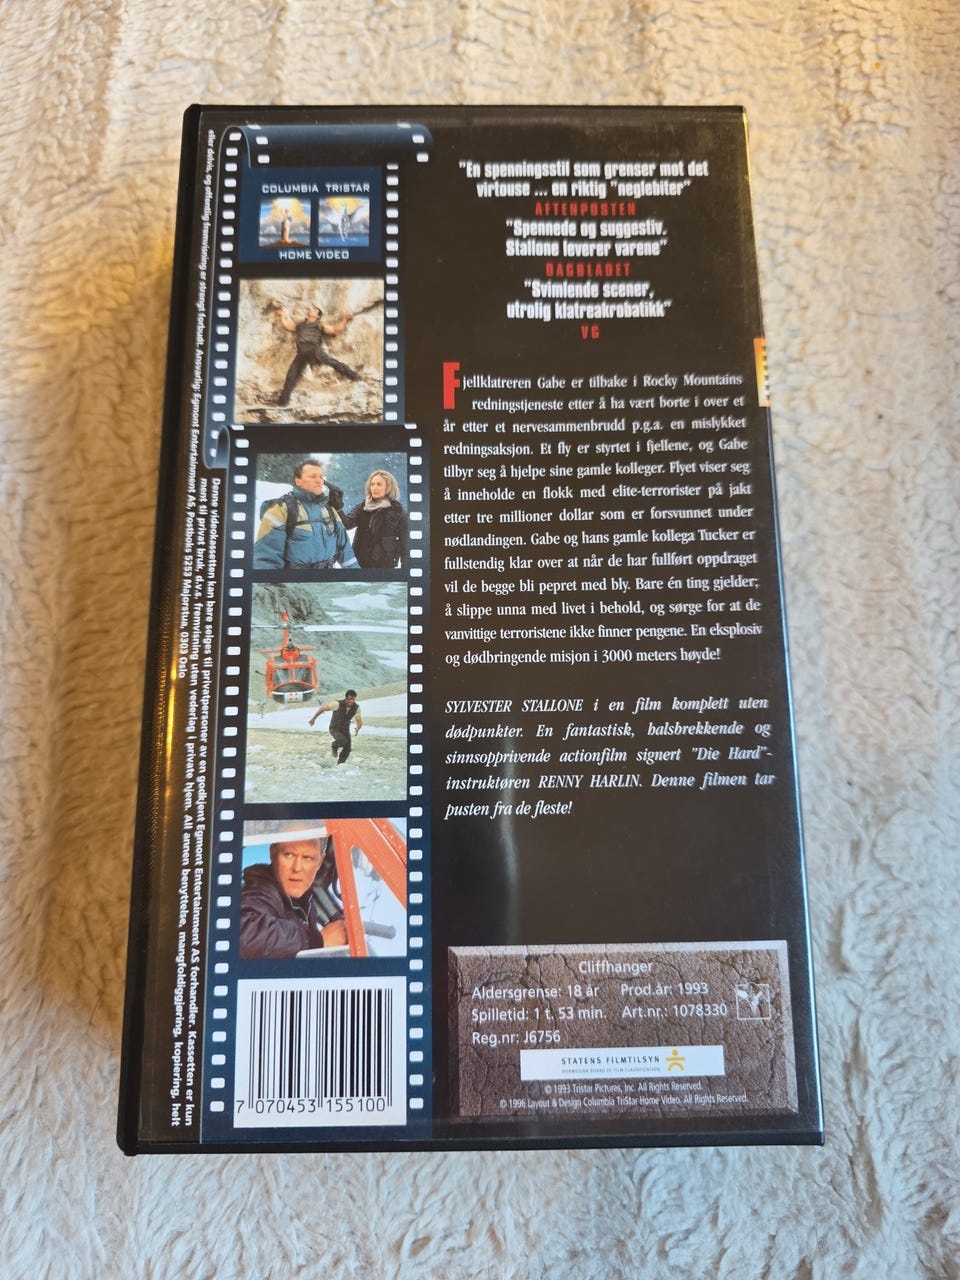 COLUMBIA TRISTAR
HOME VIDEO
"En spenningsstil som grenser mot det
virtouse ... en riktig "neglebiter"
AFTENPOSTEN
"Spennede og suggestiv.
Stallone leverer varene"
DAGBLADET
"Svimlende scener,
utrolig klatreakrobatikk"
VG
Fjellklatreren Gabe er tilbake i Rocky Mountains
redningstjeneste etter å ha vært borte i over et
år etter et nervesammenbrudd p.g.a. en mislykket
redningsaksjon. Et fly er styrtet i fjellene, og Gabe
tilbyr seg å hjelpe sine gamle kolleger. Flyet viser seg
å inneholde en flokk med elite-terrorister på jakt
etter tre millioner dollar som er forsvunnet under
nødlandingen. Gabe og hans gamle kollega Tucker er
fullstendig klar over at når de har fullført oppdraget
vil de begge bli pepret med bly. Bare én ting gjelder;
å slippe unna med livet i behold, og sørge for at de
vanvittige terroristene ikke finner pengene. En eksplosiv
og dødbringende misjon i 3000 meters høyde!
SYLVESTER STALLONE i en film komplett uten
dødpunkter. En fantastisk, halsbrekkende og
sinnsopprivende actionfilm signert "Die Hard"-
instruktøren RENNY HARLIN. Denne filmen tar
pusten fra de fleste!
Cliffhanger
Aldersgrense: 18 år Prod.år: 1993
Spilletid: 1 t. 53 min. Art.nr.: 1078330
Reg.nr: J6756
STATENS FILMTILSYN
NORWEGIAN BOARD OF FILM CLASSIFICATION
© 1993 Tristar Pictures, Inc. All Rights Reserved.
© 1996 Layout & Design Columbia TriStar Home Video. All Rights Reserved.
7 070453 155100
Denne videokassetten kan bare selges til privatpersoner av en godkjent Egmont Entertainment AS forhandler. Kassetten er kun
ment til privat bruk, d.v.s. fremvisning uten vederlag i private hjem. All annen benyttelse, mangfoldiggjøring, kopiering, helt
eller delvis, og offentlig fremvisning er strengt forbudt. Ansvarlig: Egmont Entertainment AS, Postboks 5253 Majorstua, 0303 Oslo